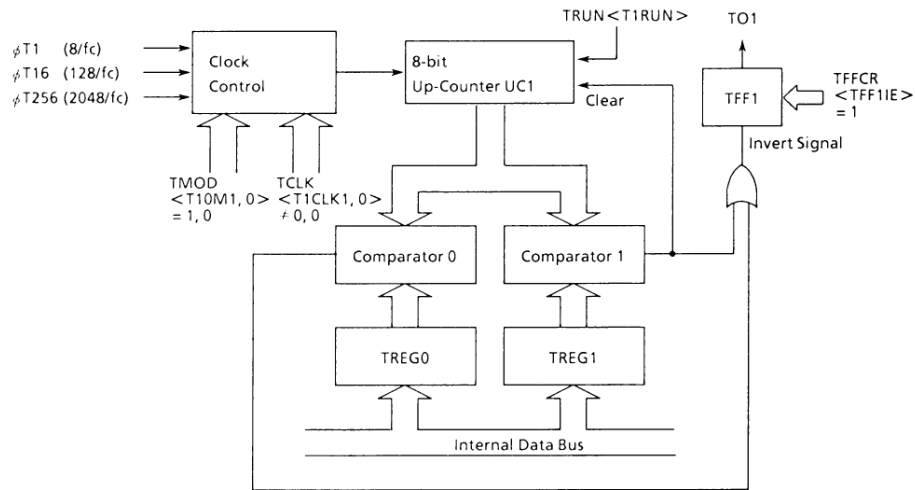 TRUN<T1RUN>
TO1
φT1 (8/fc)
φT16 (128/fc)
φT256 (2048/fc)
Clock
Control
8-bit
Up-Counter UC1
Clear
TFF1
TFFCR
<TFF1IE>
= 1
Invert Signal
TMOD
<T10M1, 0>
= 1, 0
TCLK
<T1CLK1, 0>
≠ 0, 0
Comparator 0
Comparator 1
TREG0
TREG1
Internal Data Bus